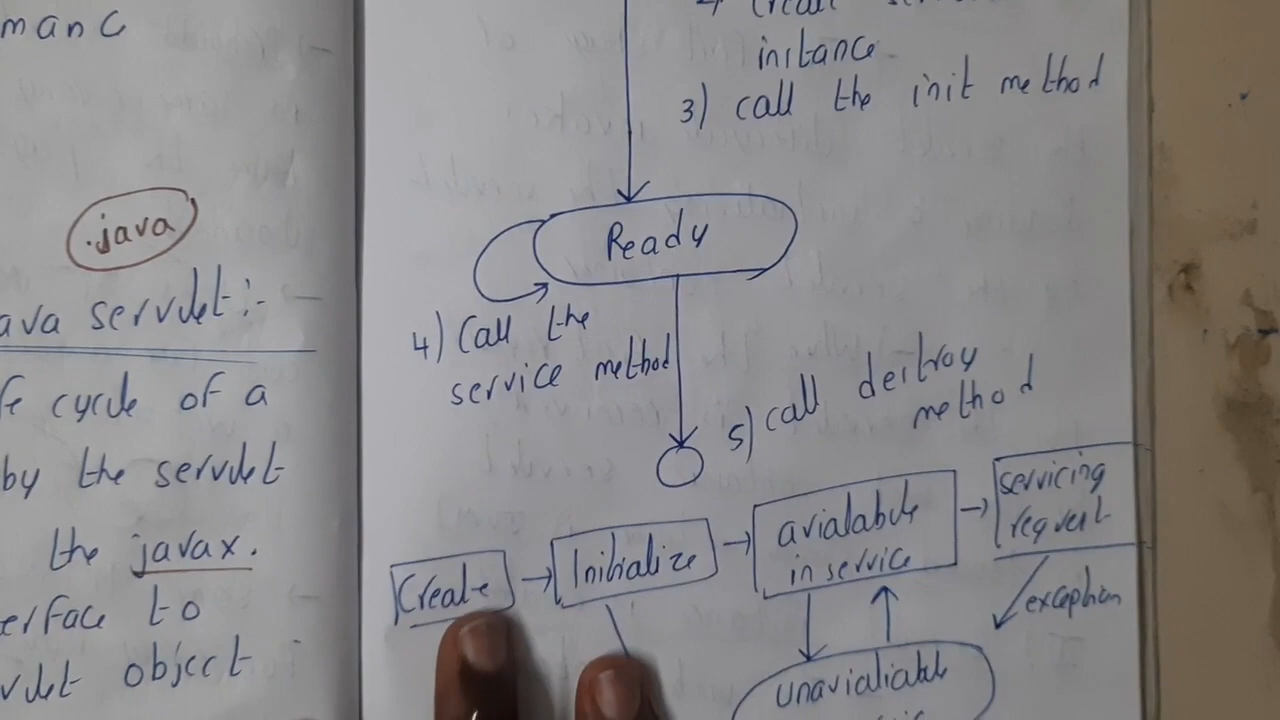 man C
.java
ava servlet :-
fe cycle of a
by the servlet
the javax.
erface to
object
instance
3) call the init method
Ready
4) Call the
service method
5) call destroy
method
Create
Initialize
avialable
in service
servicing
request
exception
unavialiable